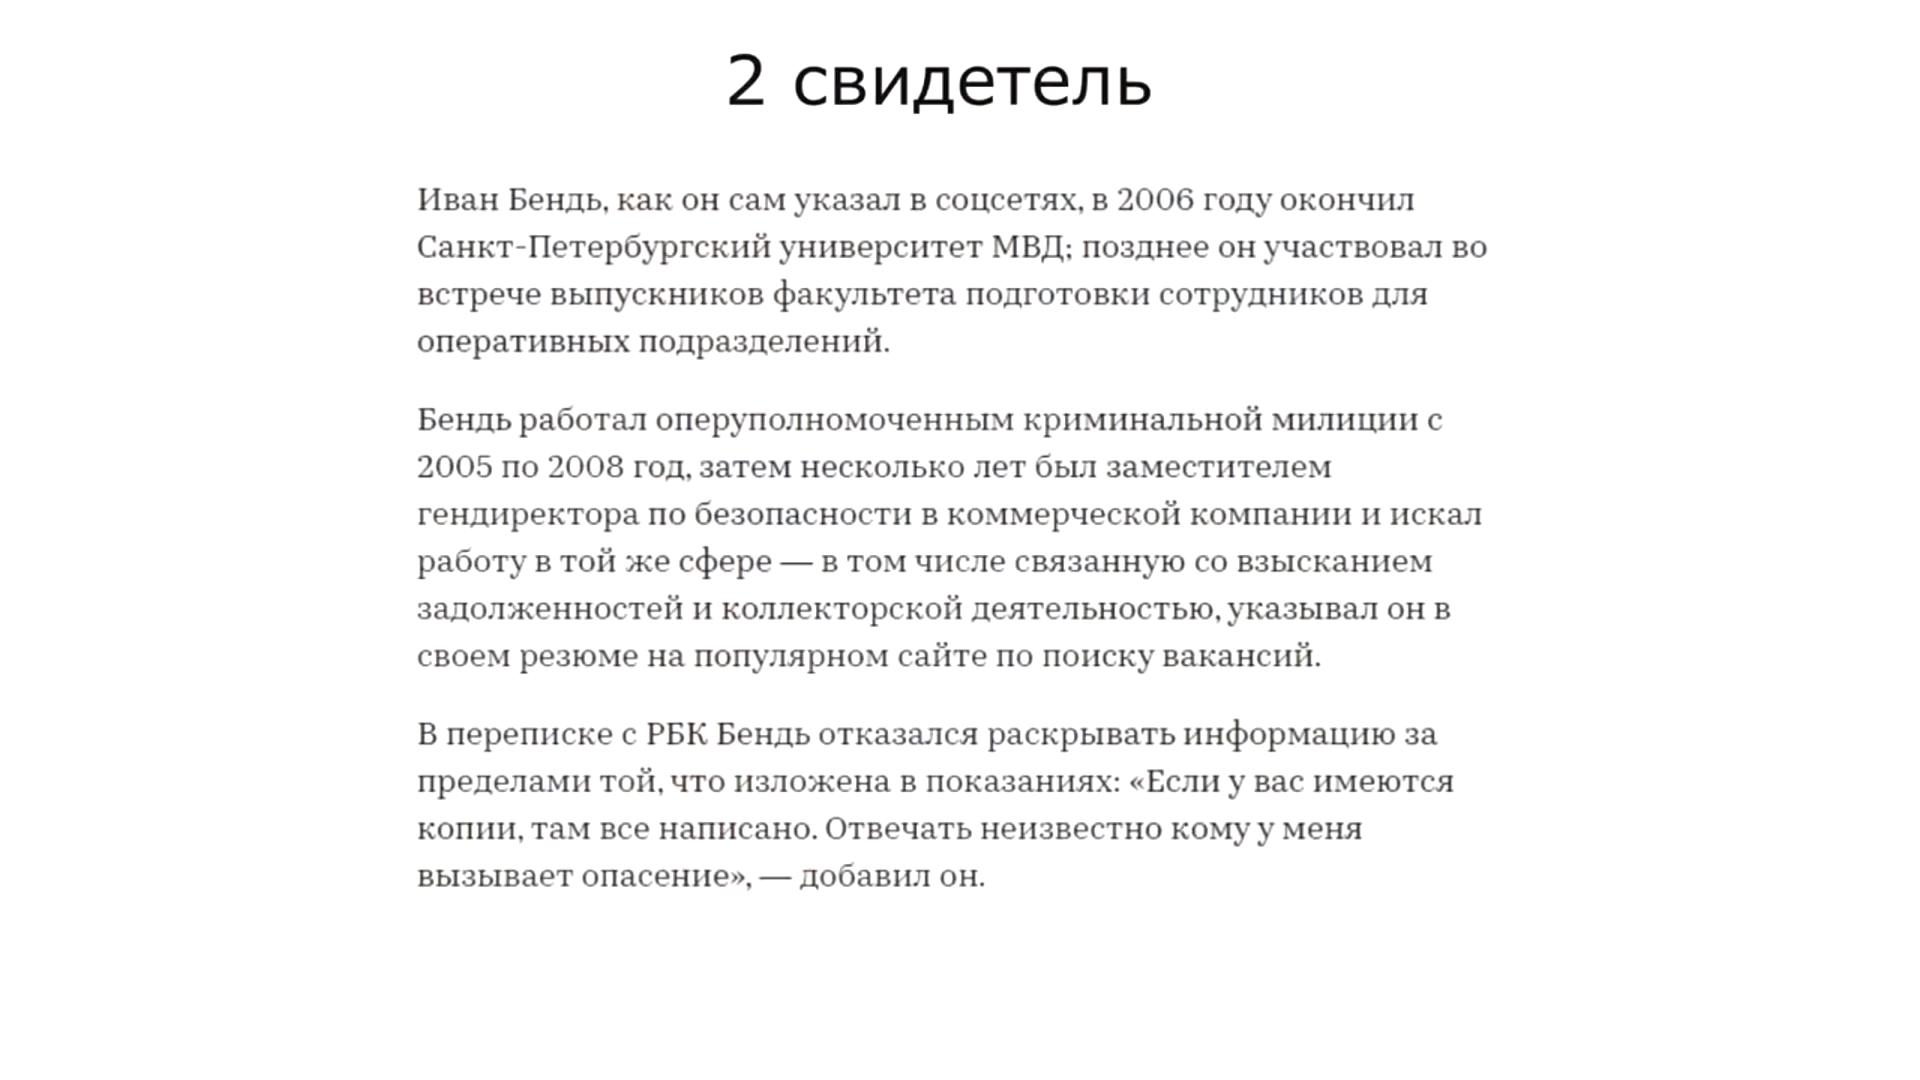 2 свидетель
Иван Бендь, как он сам указал в соцсетях, в 2006 году окончил
Санкт-Петербургский университет МВД; позднее он участвовал во
встрече выпускников факультета подготовки сотрудников для
оперативных подразделений.
Бендь работал оперуполномоченным криминальной милиции с
2005 по 2008 год, затем несколько лет был заместителем
гендиректора по безопасности в коммерческой компании и искал
работу в той же сфере — в том числе связанную со взысканием
задолженностей и коллекторской деятельностью, указывал он в
своем резюме на популярном сайте по поиску вакансий.
В переписке с РБК Бендь отказался раскрывать информацию за
пределами той, что изложена в показаниях: «Если у вас имеются
копии, там все написано. Отвечать неизвестно кому у меня
вызывает опасение», — добавил он.